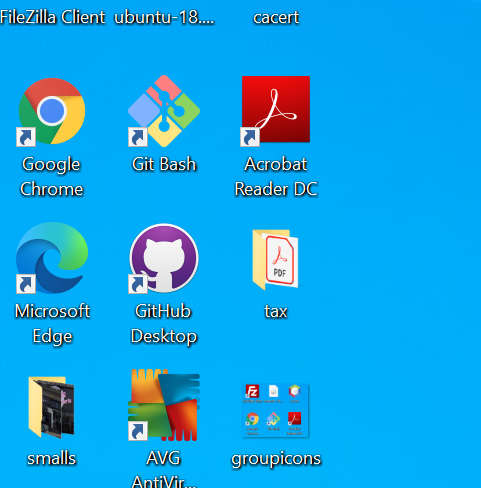 FileZilla Client
ubuntu-18....
cacert
Google
Chrome
Git Bash
Acrobat
Reader DC
Microsoft
Edge
GitHub
Desktop
PDF
tax
smalls
AVG
AntiVir...
groupicons